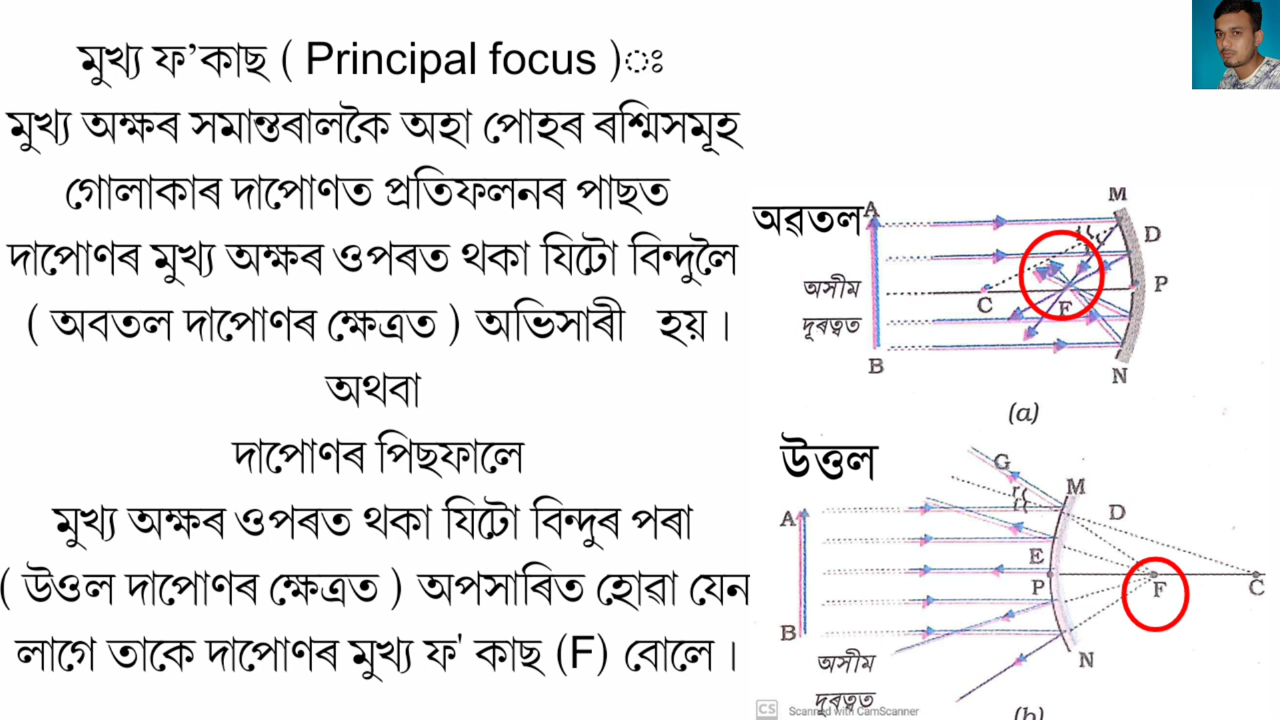 মুখ্য ফ’কাছ ( Principal focus )ঃ
মুখ্য অক্ষৰ সমান্তৰালকৈ অহা পোহৰ ৰশ্মিসমূহ
গোলাকাৰ দাপোণত প্ৰতিফলনৰ পাছত
দাপোণৰ মুখ্য অক্ষৰ ওপৰত থকা যিটো বিন্দুলৈ
( অবতল দাপোণৰ ক্ষেত্ৰত ) অভিসাৰী হয় ।
অথবা
দাপোণৰ পিছফালে
মুখ্য অক্ষৰ ওপৰত থকা যিটো বিন্দুৰ পৰা
( উওল দাপোণৰ ক্ষেত্ৰত ) অপসাৰিত হোৱা যেন
লাগে তাকে দাপোণৰ মুখ্য ফ' কাছ (F) বোলে ।
অৱতল
A
M
D
অসীম
দূৰত্বত
C
F
P
B
N
(a)
উত্তল
G
M
r
A
D
E
P
F
C
B
N
অসীম
দূৰত্বত
(b)
CS Scanned with CamScanner